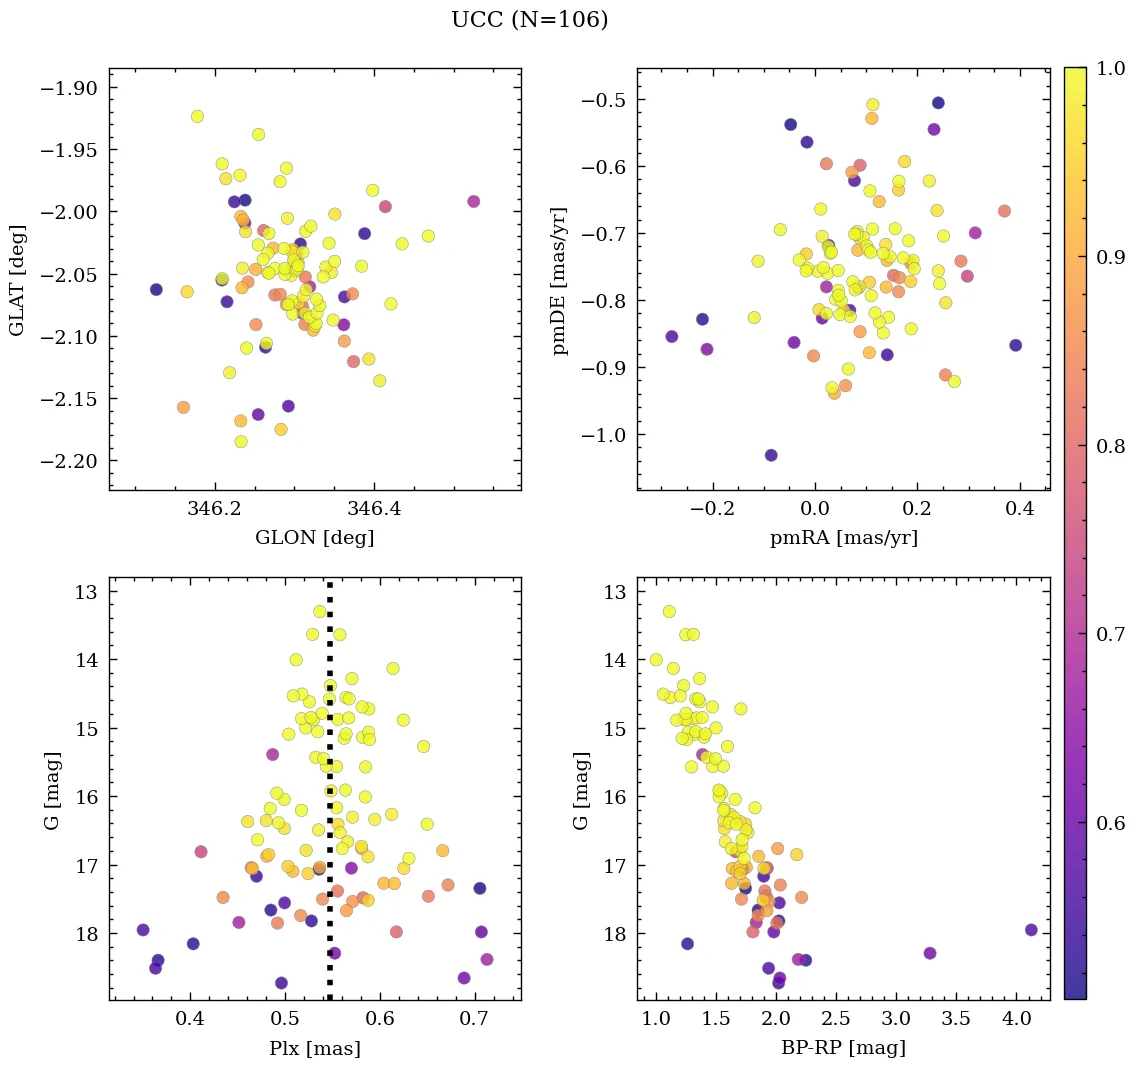 UCC (N=106)
−1.90
−1.95
−2.00
−2.05
−2.10
−2.15
−2.20
GLAT [deg]
346.2 346.4
GLON [deg]
−0.5
−0.6
−0.7
−0.8
−0.9
−1.0
pmDE [mas/yr]
−0.2 0.0 0.2 0.4
pmRA [mas/yr]
13
14
15
16
17
18
G [mag]
0.4 0.5 0.6 0.7
Plx [mas]
13
14
15
16
17
18
G [mag]
1.0 1.5 2.0 2.5 3.0 3.5 4.0
BP-RP [mag]
1.0
0.9
0.8
0.7
0.6